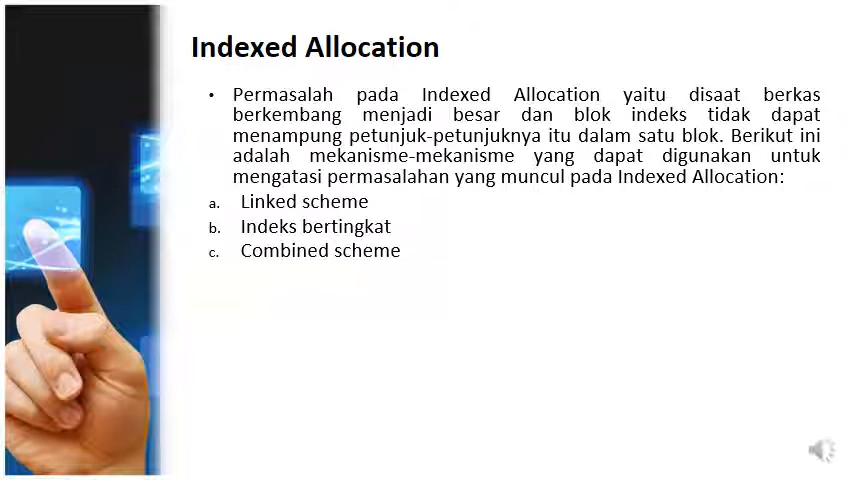 Indexed Allocation
• Permasalah pada Indexed Allocation yaitu disaat berkas
berkembang menjadi besar dan blok indeks tidak dapat
menampung petunjuk-petunjuknya itu dalam satu blok. Berikut ini
adalah mekanisme-mekanisme yang dapat digunakan untuk
mengatasi permasalahan yang muncul pada Indexed Allocation:
a. Linked scheme
b. Indeks bertingkat
c. Combined scheme